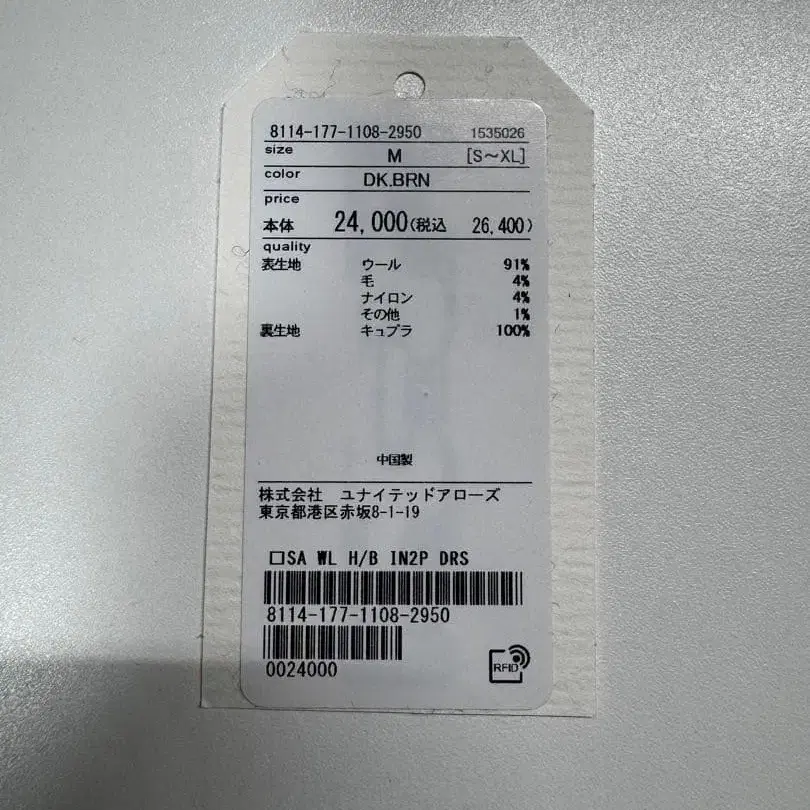 8114-177-1108-2950 1535026
size M [S～XL]
color DK.BRN
price
本体 24,000(税込 26,400)
quality
表生地 ウール 91%
毛 4%
ナイロン 4%
その他 1%
裏生地 キュプラ 100%
中国製
株式会社 ユナイテッドアローズ
東京都港区赤坂8-1-19
☐SA WL H/B IN2P DRS
8114-177-1108-2950
0024000
RFID